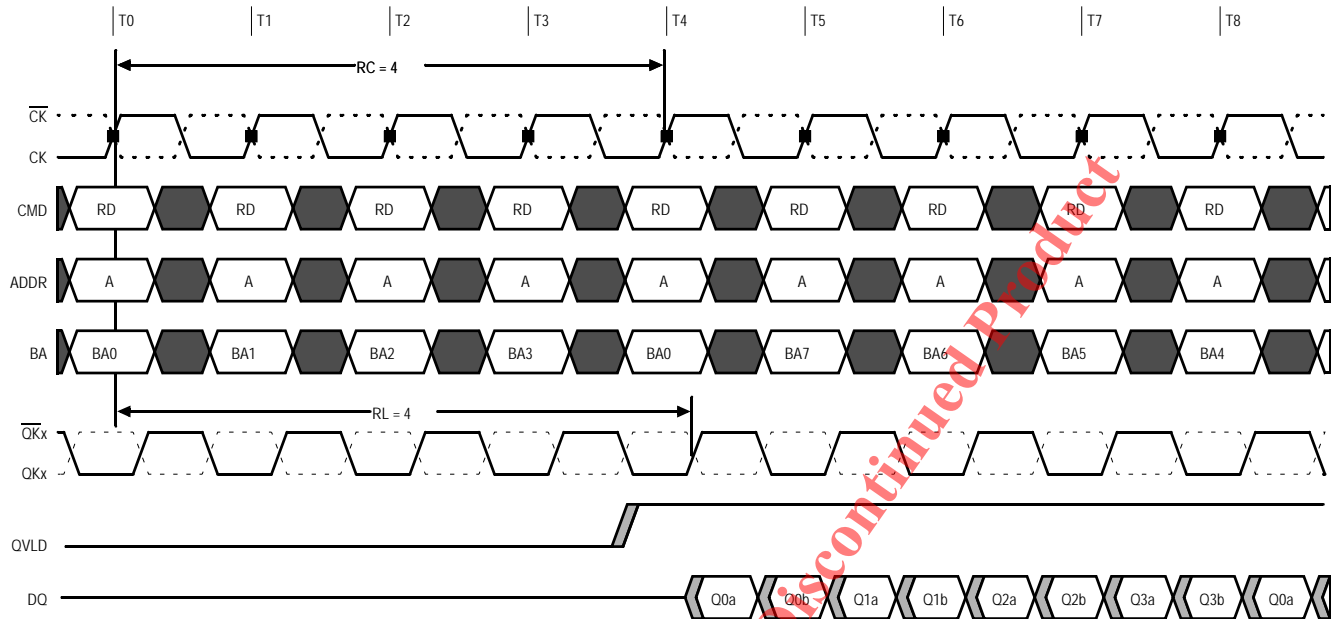 T0 T1 T2 T3 T4 T5 T6 T7 T8
RC = 4
CK
CK
CMD RD RD RD RD RD RD RD RD RD
ADDR A A A A A A A A A
BA BA0 BA1 BA2 BA3 BA0 BA7 BA6 BA5 BA4
RL = 4
QKx
QKx
QVLD
DQ Q0a Q0b Q1a Q1b Q2a Q2b Q3a Q3b Q0a
Discontinued Product